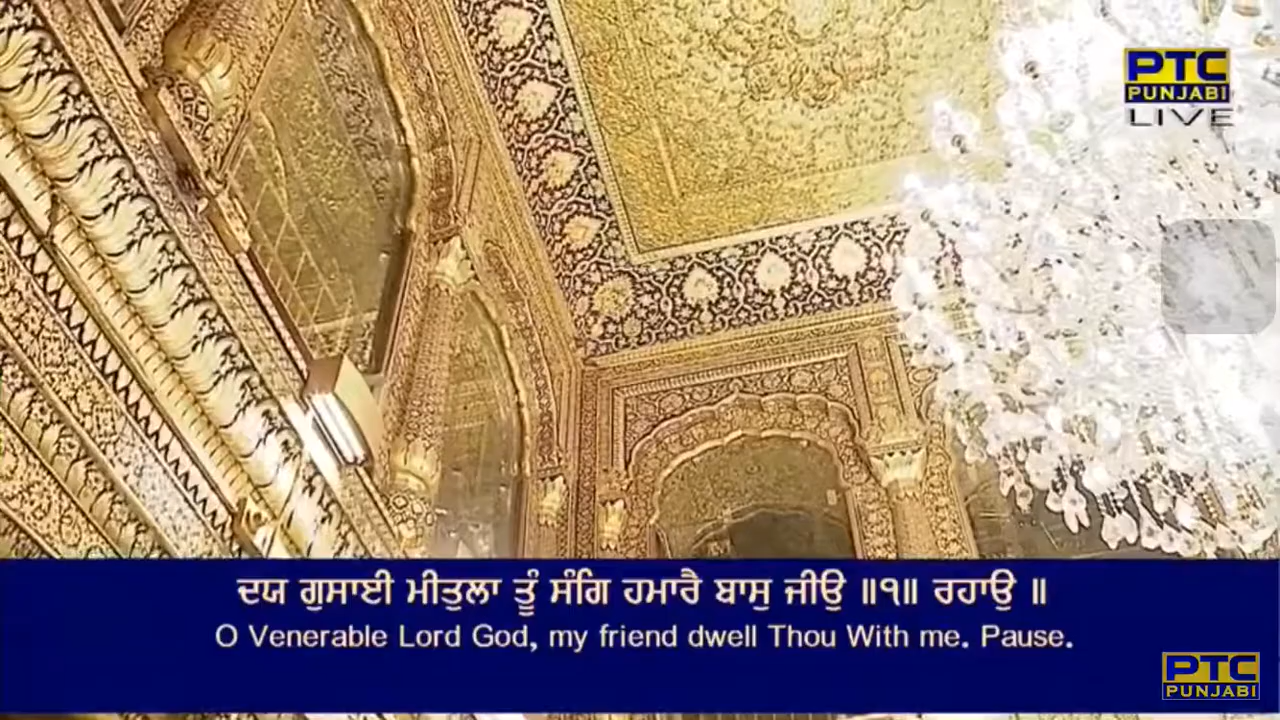 PTC
PUNJABI
LIVE
ਦਯ ਗੁਸਾਈ ਮੀਤੁਲਾ ਤੂੰ ਸੰਗਿ ਹਮਾਰੈ ਬਾਸੁ ਜੀਉ ॥੧॥ ਰਹਾਉ ॥
O Venerable Lord God, my friend dwell Thou With me. Pause.
PTC
PUNJABI